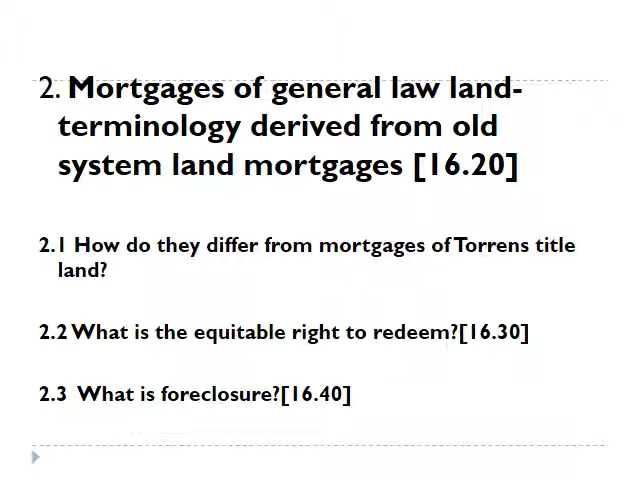 2. Mortgages of general law land-
terminology derived from old
system land mortgages [16.20]
2.1 How do they differ from mortgages of Torrens title
land?
2.2 What is the equitable right to redeem?[16.30]
2.3 What is foreclosure?[16.40]